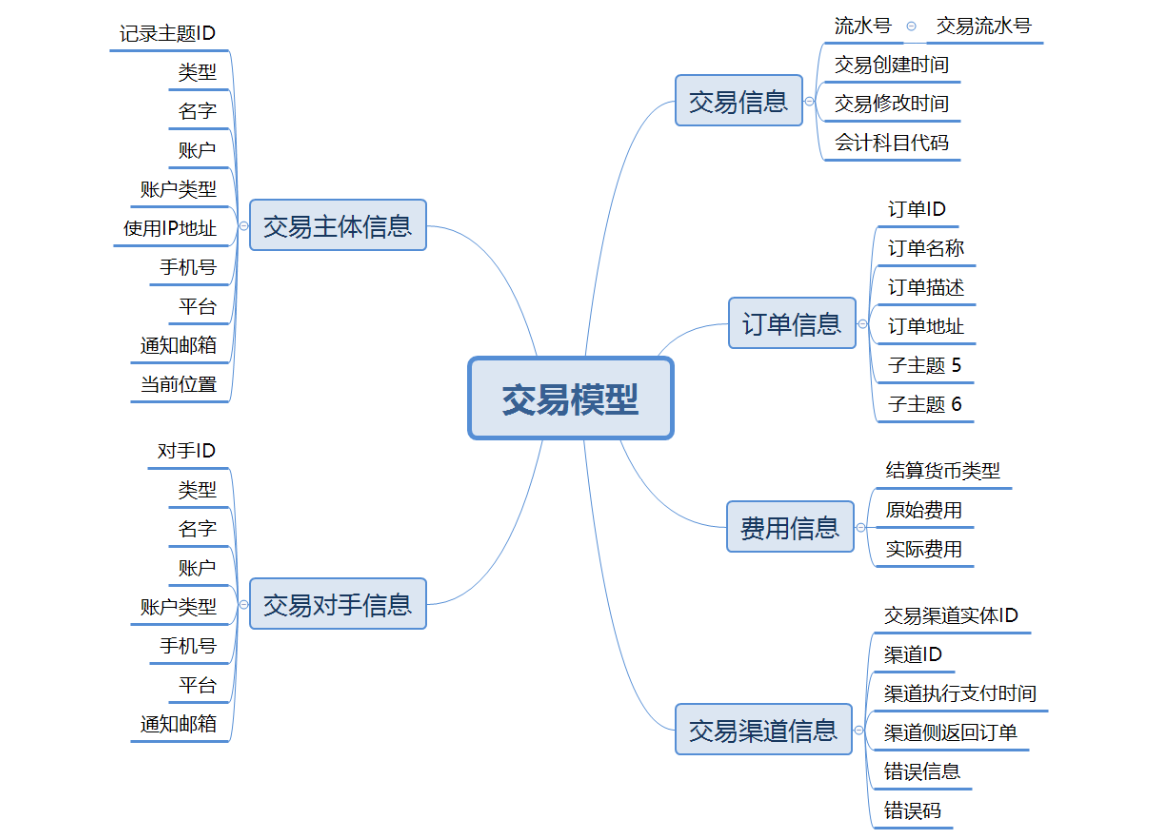 交易模型
交易信息
流水号
交易流水号
交易创建时间
交易修改时间
会计科目代码
订单信息
订单ID
订单名称
订单描述
订单地址
子主题 5
子主题 6
费用信息
结算货币类型
原始费用
实际费用
交易渠道信息
交易渠道实体ID
渠道ID
渠道执行支付时间
渠道侧返回订单
错误信息
错误码
交易主体信息
记录主题ID
类型
名字
账户
账户类型
使用IP地址
手机号
平台
通知邮箱
当前位置
交易对手信息
对手ID
类型
名字
账户
账户类型
手机号
平台
通知邮箱